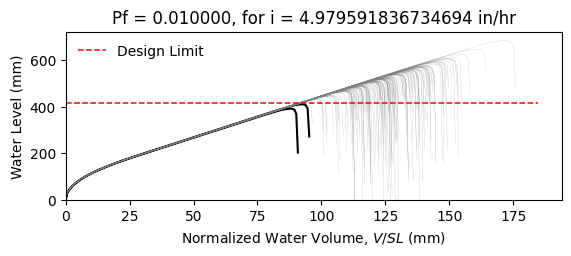 Pf = 0.010000, for i = 4.979591836734694 in/hr
Design Limit
Water Level (mm)
600
400
200
0
0 25 50 75 100 125 150 175
Normalized Water Volume, V/SL (mm)